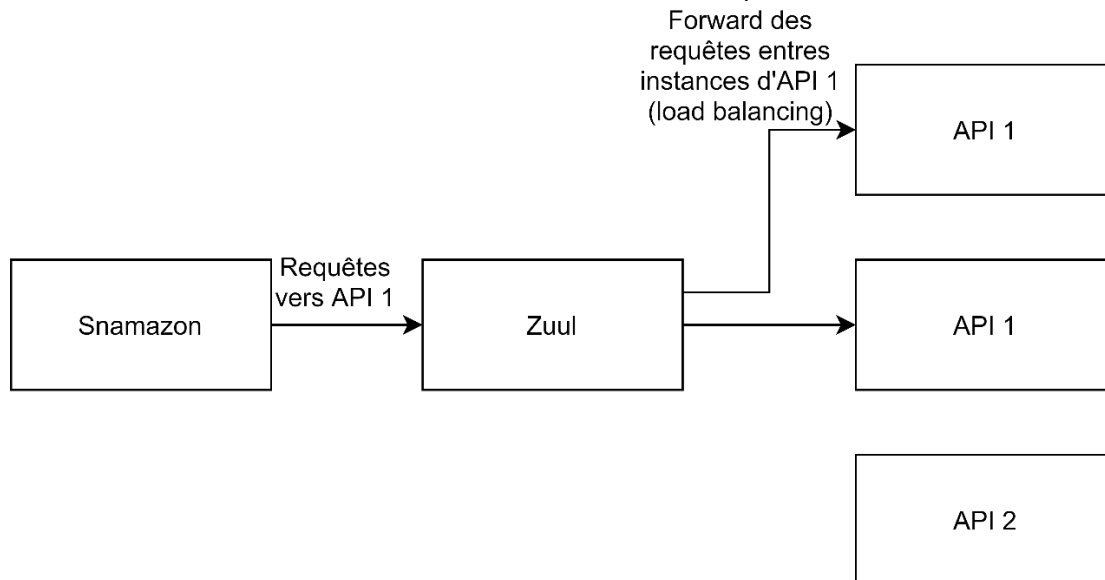 Forward des
requêtes entres
instances d'API 1
(load balancing)
API 1
Requêtes
vers API 1
Snamazon
Zuul
API 1
API 2